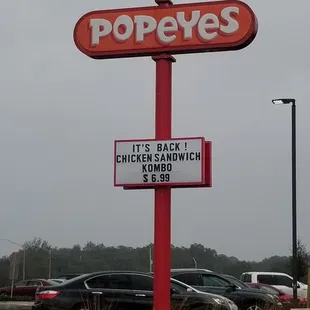 POPEYES
IT'S BACK !
CHICKEN SANDWICH
KOMBO
$ 6.99